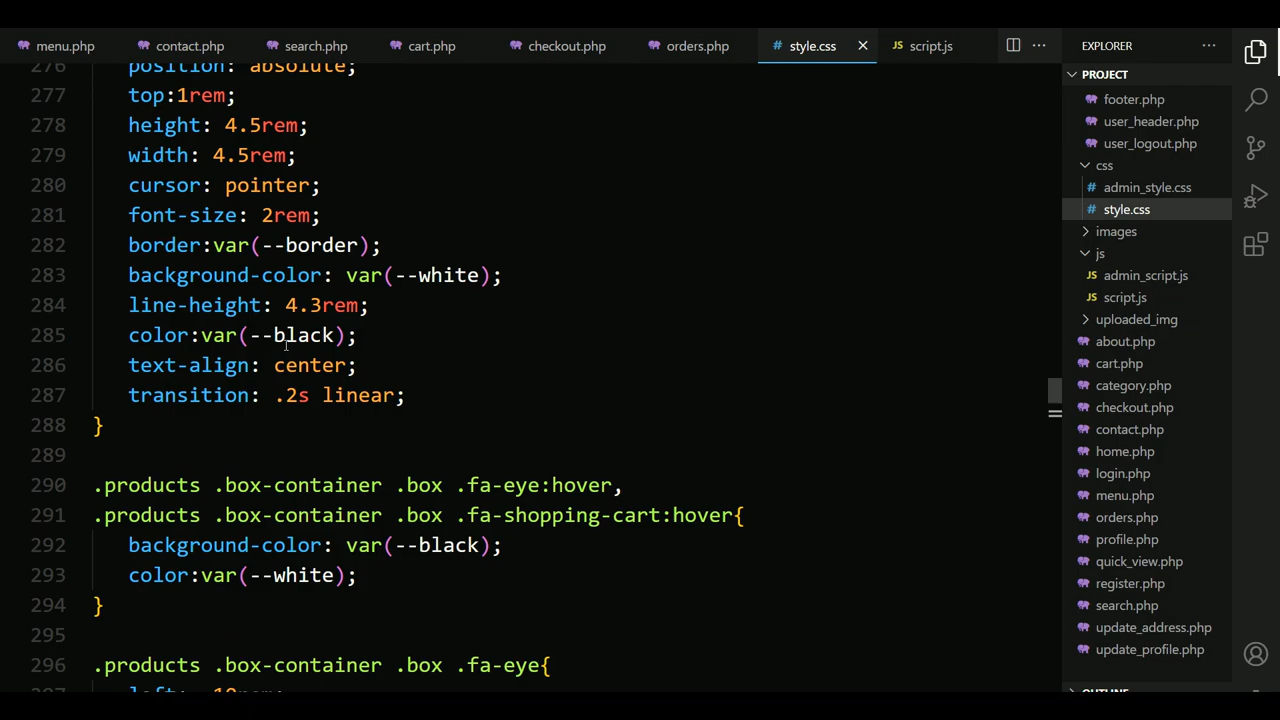 menu.php contact.php search.php cart.php checkout.php orders.php # style.css JS script.js
EXPLORER
PROJECT
276 position: absolute;
277 top:1rem;
278 height: 4.5rem;
279 width: 4.5rem;
280 cursor: pointer;
281 font-size: 2rem;
282 border:var(--border);
283 background-color: var(--white);
284 line-height: 4.3rem;
285 color:var(--black);
286 text-align: center;
287 transition: .2s linear;
288 }
289
290 .products .box-container .box .fa-eye:hover,
291 .products .box-container .box .fa-shopping-cart:hover{
292 background-color: var(--black);
293 color:var(--white);
294 }
295
296 .products .box-container .box .fa-eye{
footer.php
user_header.php
user_logout.php
css
# admin_style.css
# style.css
images
js
JS admin_script.js
JS script.js
uploaded_img
about.php
cart.php
category.php
checkout.php
contact.php
home.php
login.php
menu.php
orders.php
profile.php
quick_view.php
register.php
search.php
update_address.php
update_profile.php
OUTLINE